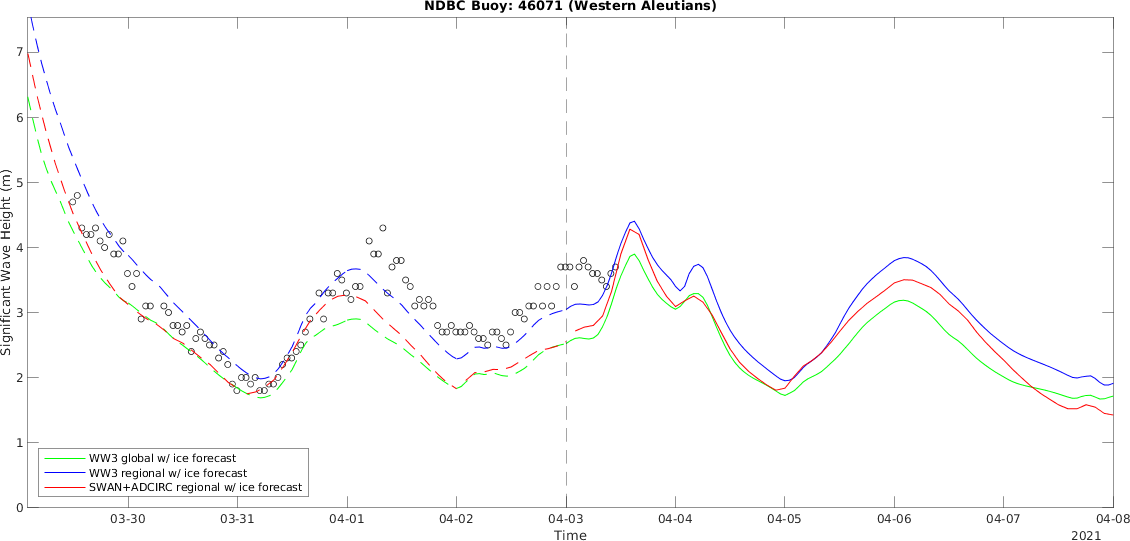 NDBC Buoy: 46071 (Western Aleutians)
Significant Wave Height (m)
7
6
5
4
3
2
1
0
WW3 global w/ ice forecast
WW3 regional w/ ice forecast
SWAN+ADCIRC regional w/ ice forecast
03-30 03-31 04-01 04-02 04-03 04-04 04-05 04-06 04-07 04-08
Time
2021